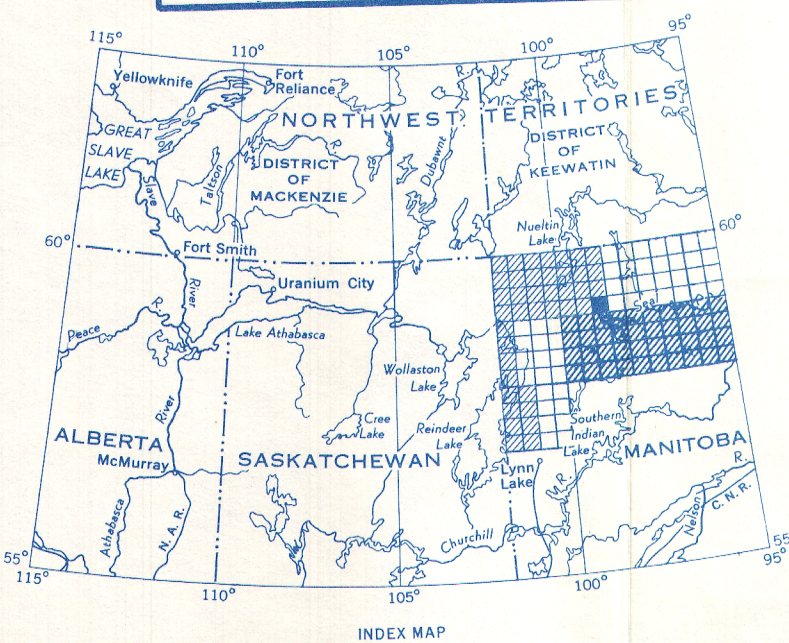 115°
110°
105°
100°
95°
Yellowknife
Fort
Reliance
NORTHWEST TERRITORIES
GREAT
SLAVE
LAKE
Slave
Taltson
R.
DISTRICT
OF
MACKENZIE
Dubawnt
R.
DISTRICT
OF
KEEWATIN
Nueltin
Lake
60°
60°
Fort Smith
Uranium City
River
Seal R.
Peace
R.
Lake Athabasca
Wollaston
Lake
Cree
Lake
Reindeer
Lake
Southern
Indian
Lake
River
ALBERTA
McMurray
SASKATCHEWAN
MANITOBA
Lynn
Lake
R.
R.
C.N.R.
Nelson
Athabasca
N.A.R.
Churchill
55°
115°
110°
105°
100°
55°
95°
INDEX MAP